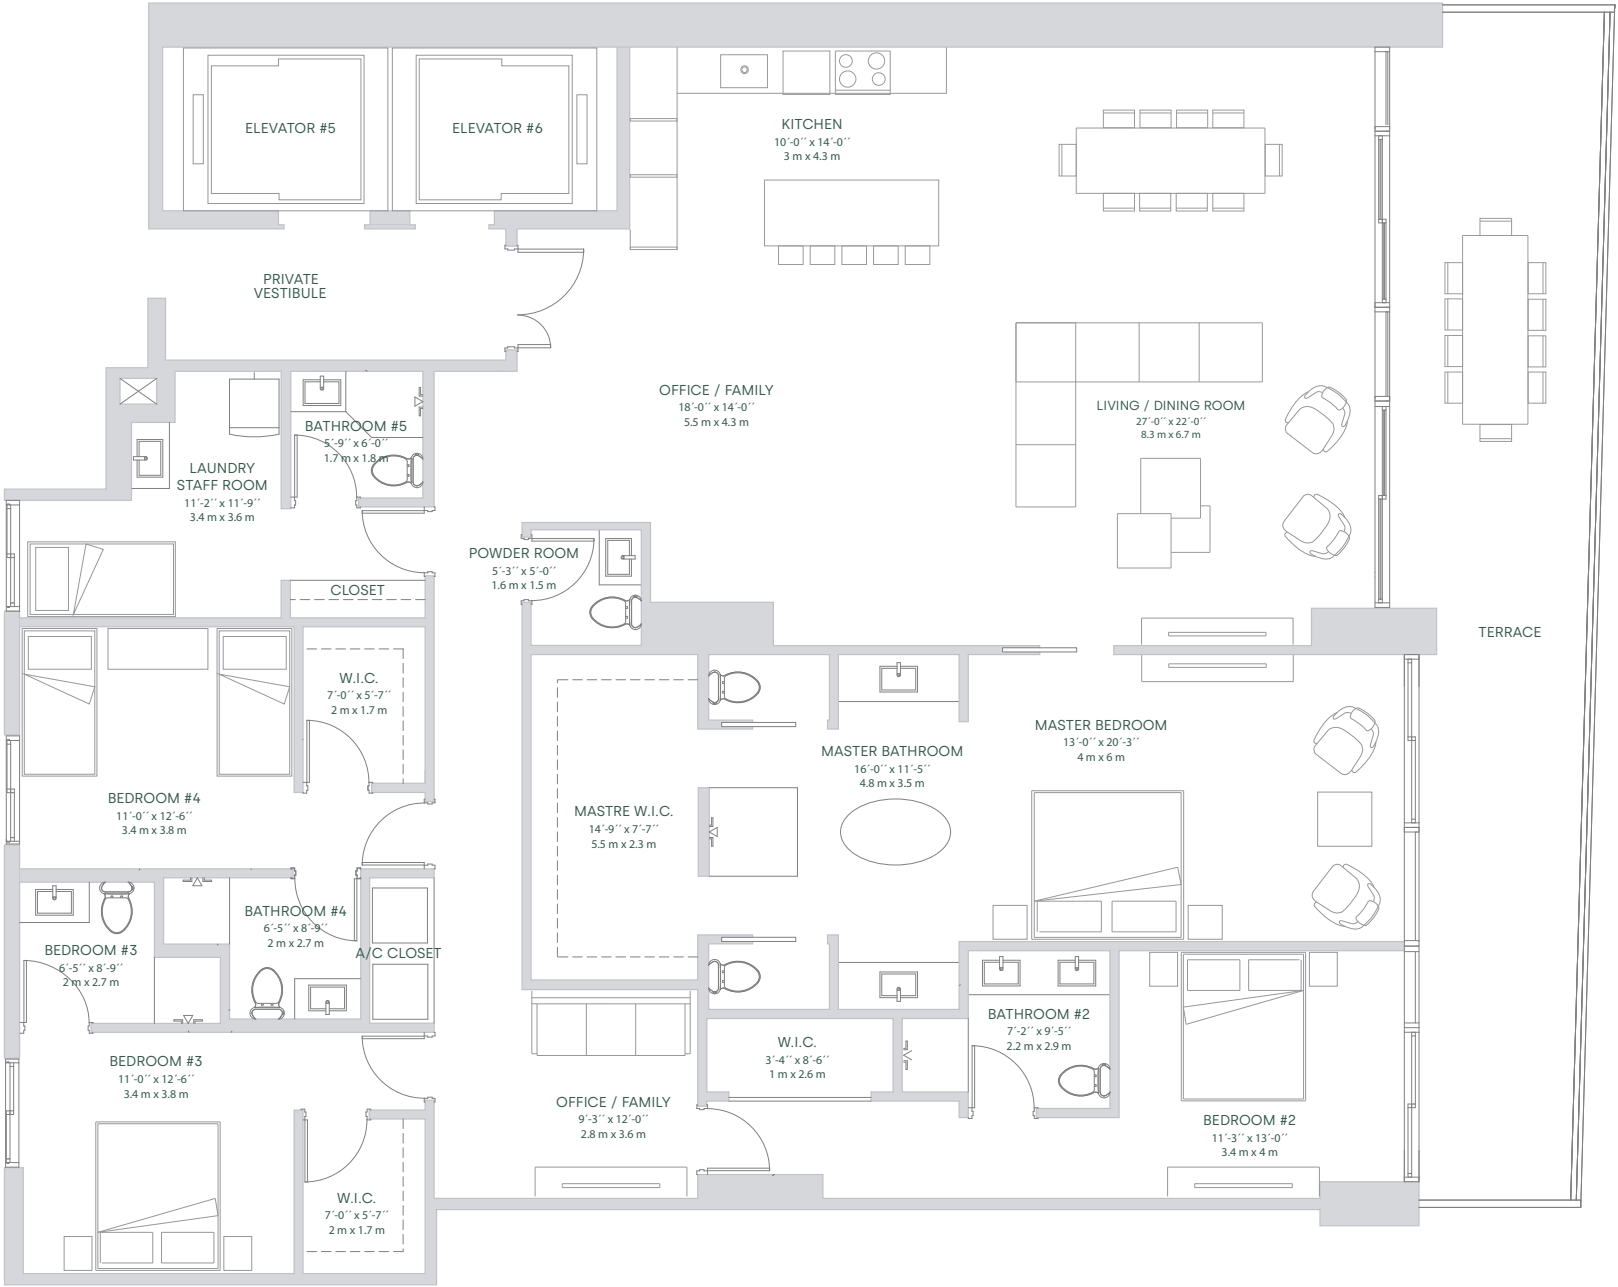 ELEVATOR #5
ELEVATOR #6
KITCHEN
10´-0´´ x 14´-0´´
3 m x 4.3 m
PRIVATE
VESTIBULE
OFFICE / FAMILY
18´-0´´ x 14´-0´´
5.5 m x 4.3 m
LIVING / DINING ROOM
27´-0´´ x 22´-0´´
8.3 m x 6.7 m
BATHROOM #5
5´-9´´ x 6´-0´´
1.7 m x 1.8 m
LAUNDRY
STAFF ROOM
11´-2´´ x 11´-9´´
3.4 m x 3.6 m
POWDER ROOM
5´-3´´ x 5´-0´´
1.6 m x 1.5 m
CLOSET
TERRACE
W.I.C.
7´-0´´ x 5´-7´´
2 m x 1.7 m
MASTER BEDROOM
13´-0´´ x 20´-3´´
4 m x 6 m
MASTER BATHROOM
16´-0´´ x 11´-5´´
4.8 m x 3.5 m
BEDROOM #4
11´-0´´ x 12´-6´´
3.4 m x 3.8 m
MASTRE W.I.C.
14´-9´´ x 7´-7´´
5.5 m x 2.3 m
BATHROOM #4
6´-5´´ x 8´-9´´
2 m x 2.7 m
BEDROOM #3
6´-5´´ x 8´-9´´
2 m x 2.7 m
A/C CLOSET
BATHROOM #2
7´-2´´ x 9´-5´´
2.2 m x 2.9 m
W.I.C.
3´-4´´ x 8´-6´´
1 m x 2.6 m
BEDROOM #3
11´-0´´ x 12´-6´´
3.4 m x 3.8 m
OFFICE / FAMILY
9´-3´´ x 12´-0´´
2.8 m x 3.6 m
BEDROOM #2
11´-3´´ x 13´-0´´
3.4 m x 4 m
W.I.C.
7´-0´´ x 5´-7´´
2 m x 1.7 m